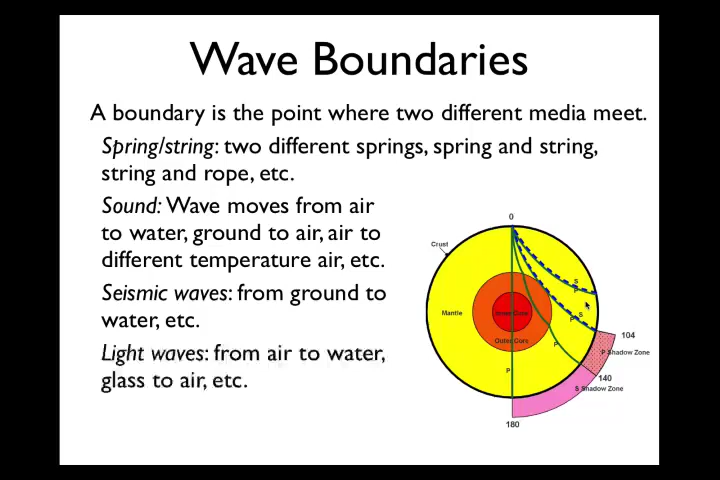 Wave Boundaries
A boundary is the point where two different media meet.
Spring/string: two different springs, spring and string,
string and rope, etc.
Sound: Wave moves from air
to water, ground to air, air to
different temperature air, etc.
Seismic waves: from ground to
water, etc.
Light waves: from air to water,
glass to air, etc.
0
Crust
S
P
Mantle
Inner Core
S
P
Outer Core
P
104
P Shadow Zone
P
140
S Shadow Zone
180